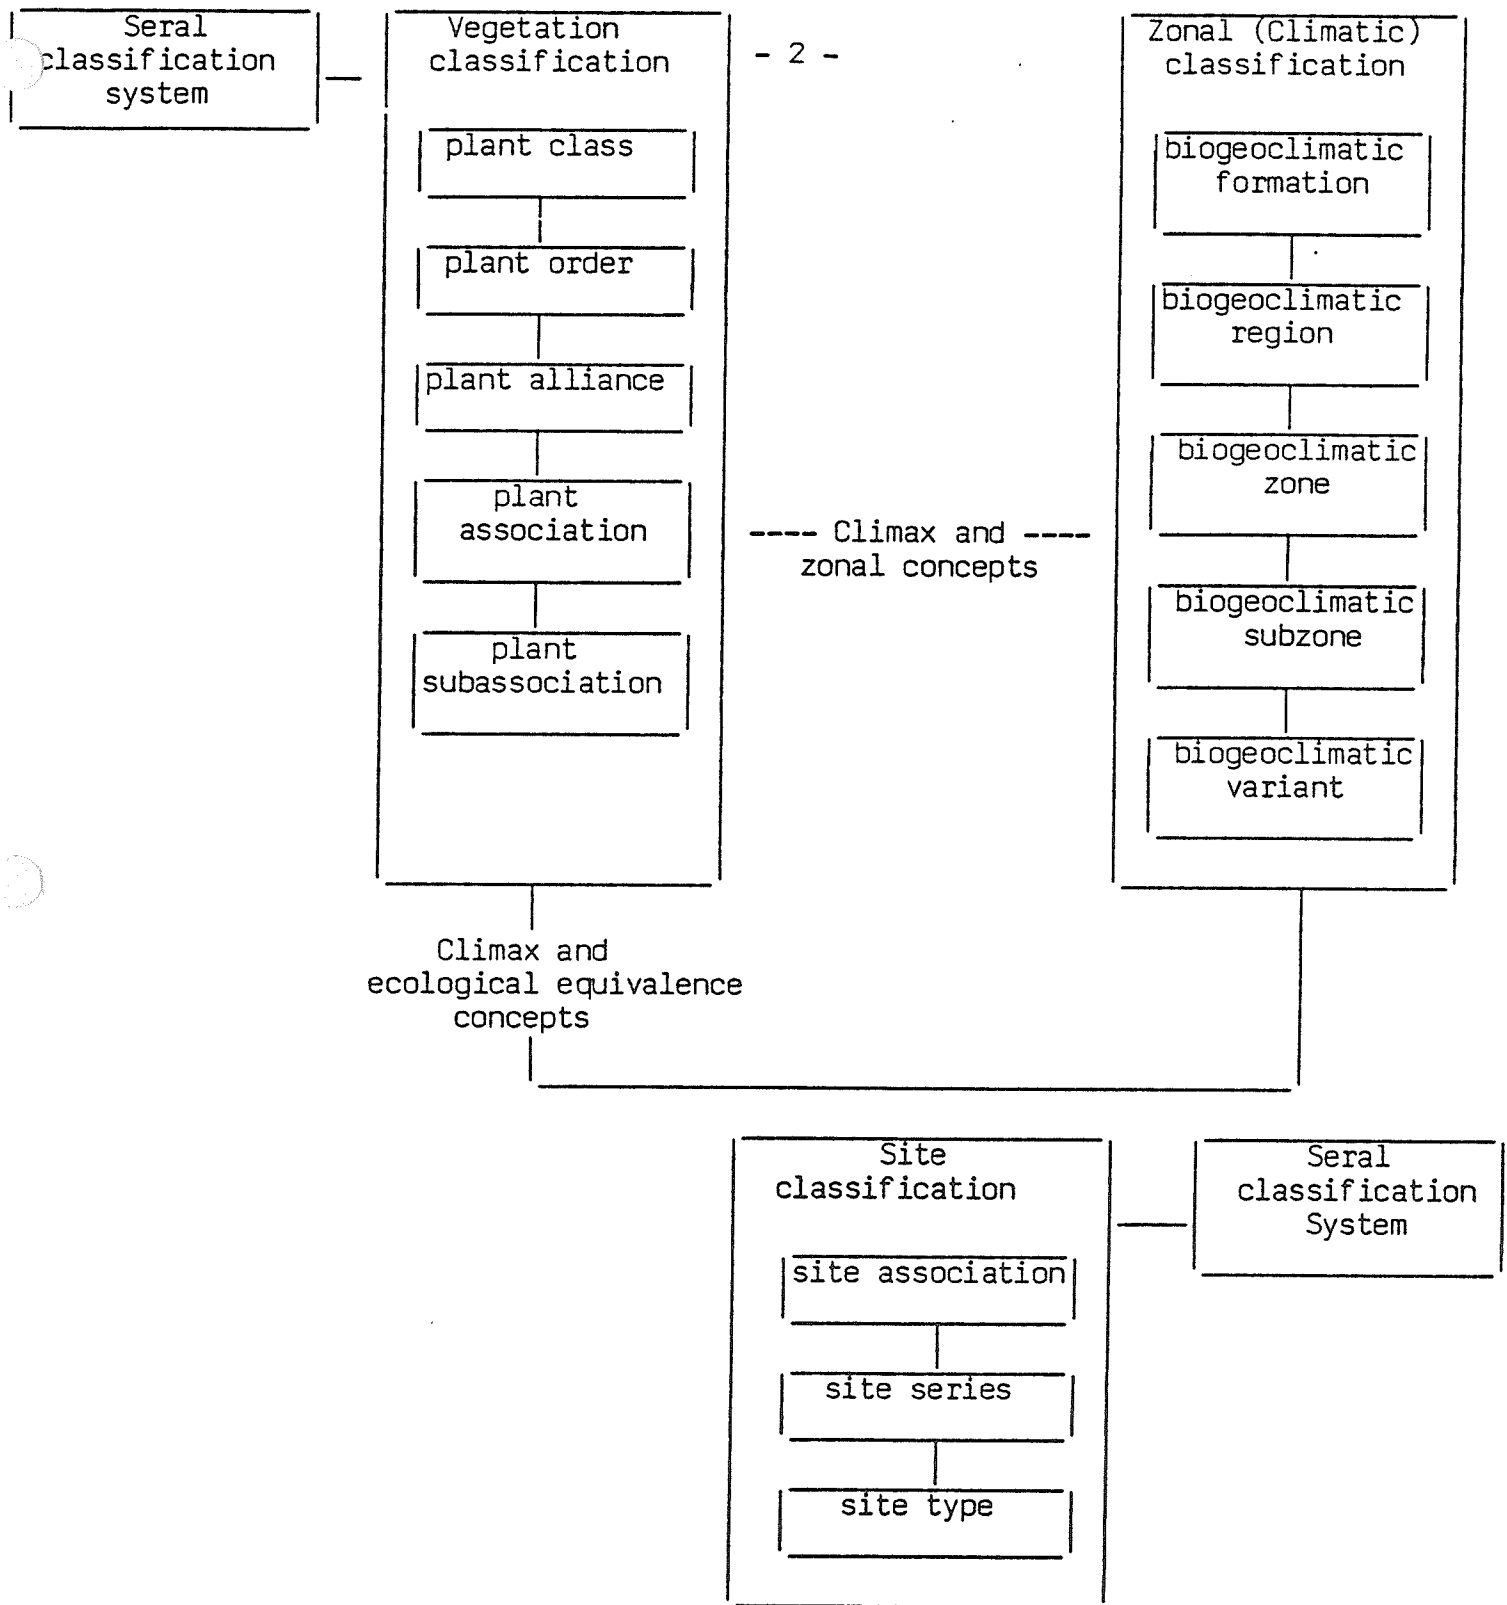 Seral
classification
system
Vegetation
classification
- 2 -
Zonal (Climatic)
classification
plant class
plant order
plant alliance
plant
association
plant
subassociation
---- Climax and ----
zonal concepts
biogeoclimatic
formation
biogeoclimatic
region
biogeoclimatic
zone
biogeoclimatic
subzone
biogeoclimatic
variant
Climax and
ecological equivalence
concepts
Site
classification
site association
site series
site type
Seral
classification
System